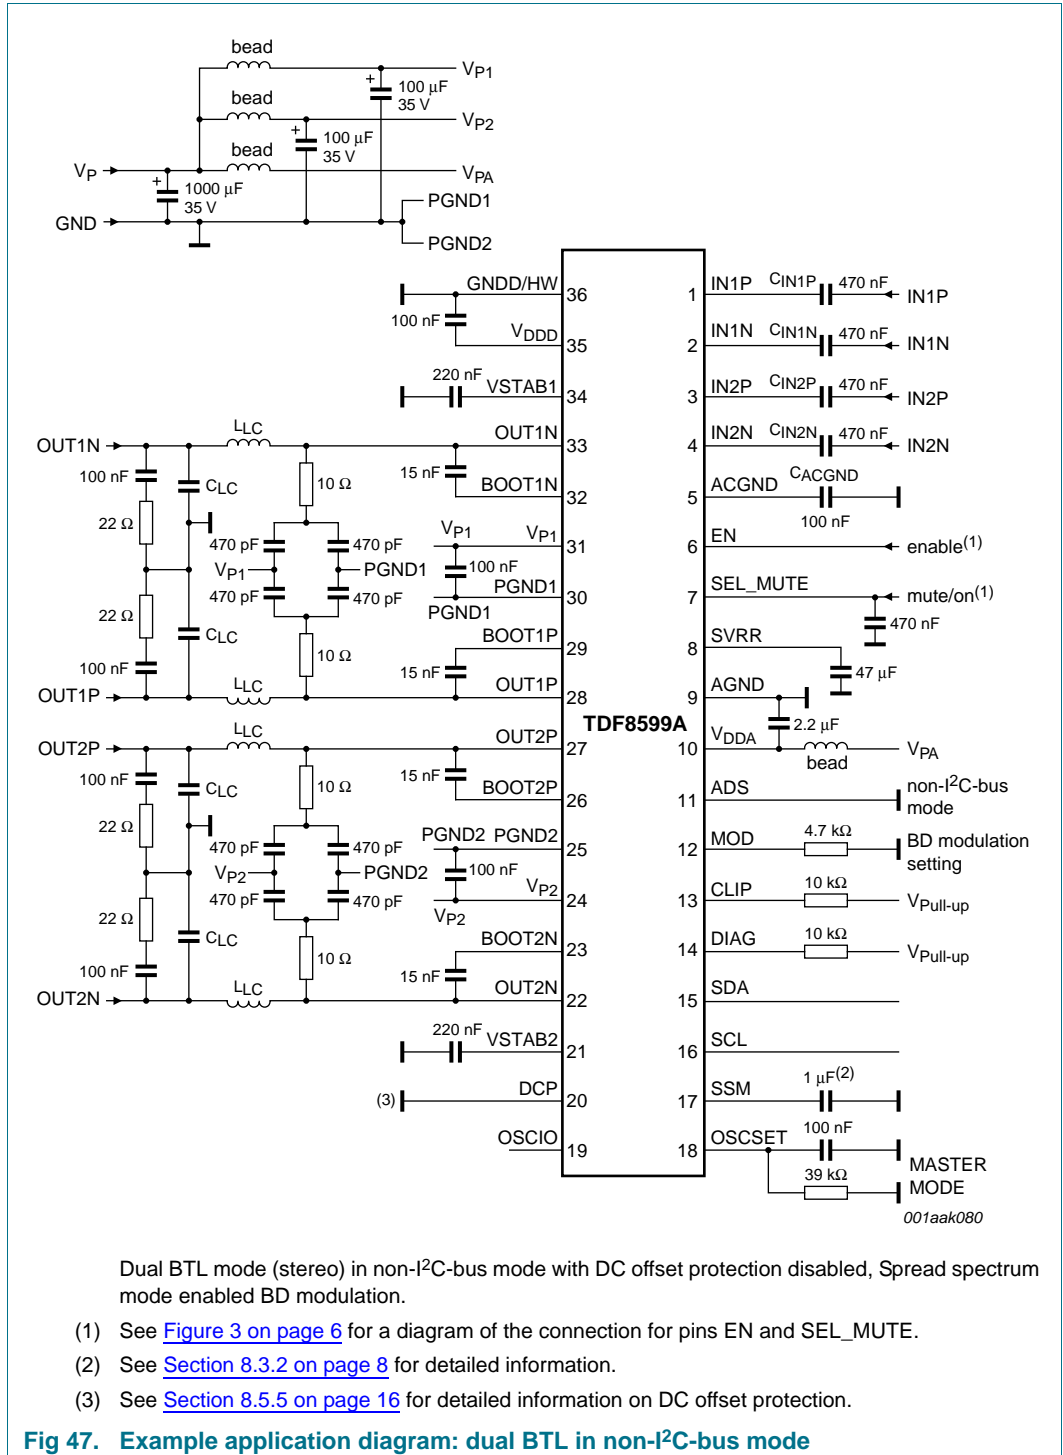 bead
VP1
+
100 μF
35 V
bead
VP2
+
100 μF
35 V
bead
VP
VPA
+
1000 μF
35 V
PGND1
GND
PGND2
GNDD/HW
36
100 nF
VDDD
35
220 nF
VSTAB1
34
OUT1N
LLC
OUT1N
33
100 nF
CLC
10 Ω
15 nF
BOOT1N
32
22 Ω
470 pF
470 pF
VP1
VP1
31
VP1
PGND1
100 nF
470 pF
470 pF
PGND1
30
PGND1
22 Ω
CLC
10 Ω
BOOT1P
29
100 nF
15 nF
OUT1P
LLC
OUT1P
28
TDF8599A
OUT2P
LLC
OUT2P
27
100 nF
CLC
10 Ω
15 nF
BOOT2P
26
22 Ω
470 pF
470 pF
PGND2
PGND2
25
VP2
PGND2
100 nF
470 pF
470 pF
VP2
24
VP2
22 Ω
CLC
10 Ω
BOOT2N
23
100 nF
15 nF
OUT2N
LLC
OUT2N
22
220 nF
VSTAB2
21
(3)
DCP
20
OSCIO
19
1
IN1P
CIN1P
470 nF
IN1P
2
IN1N
CIN1N
470 nF
IN1N
3
IN2P
CIN2P
470 nF
IN2P
4
IN2N
CIN2N
470 nF
IN2N
5
ACGND
CACGND
100 nF
6
EN
enable(1)
7
SEL_MUTE
mute/on(1)
470 nF
8
SVRR
47 μF
9
AGND
2.2 μF
10
VDDA
bead
VPA
11
ADS
non-I2C-bus
mode
12
MOD
4.7 kΩ
BD modulation
setting
13
CLIP
10 kΩ
VPull-up
14
DIAG
10 kΩ
VPull-up
15
SDA
16
SCL
17
SSM
1 μF(2)
18
OSCSET
100 nF
39 kΩ
MASTER
MODE
001aak080
Dual BTL mode (stereo) in non-I2C-bus mode with DC offset protection disabled, Spread spectrum
mode enabled BD modulation.
(1) See Figure 3 on page 6 for a diagram of the connection for pins EN and SEL_MUTE.
(2) See Section 8.3.2 on page 8 for detailed information.
(3) See Section 8.5.5 on page 16 for detailed information on DC offset protection.
Fig 47. Example application diagram: dual BTL in non-I2C-bus mode